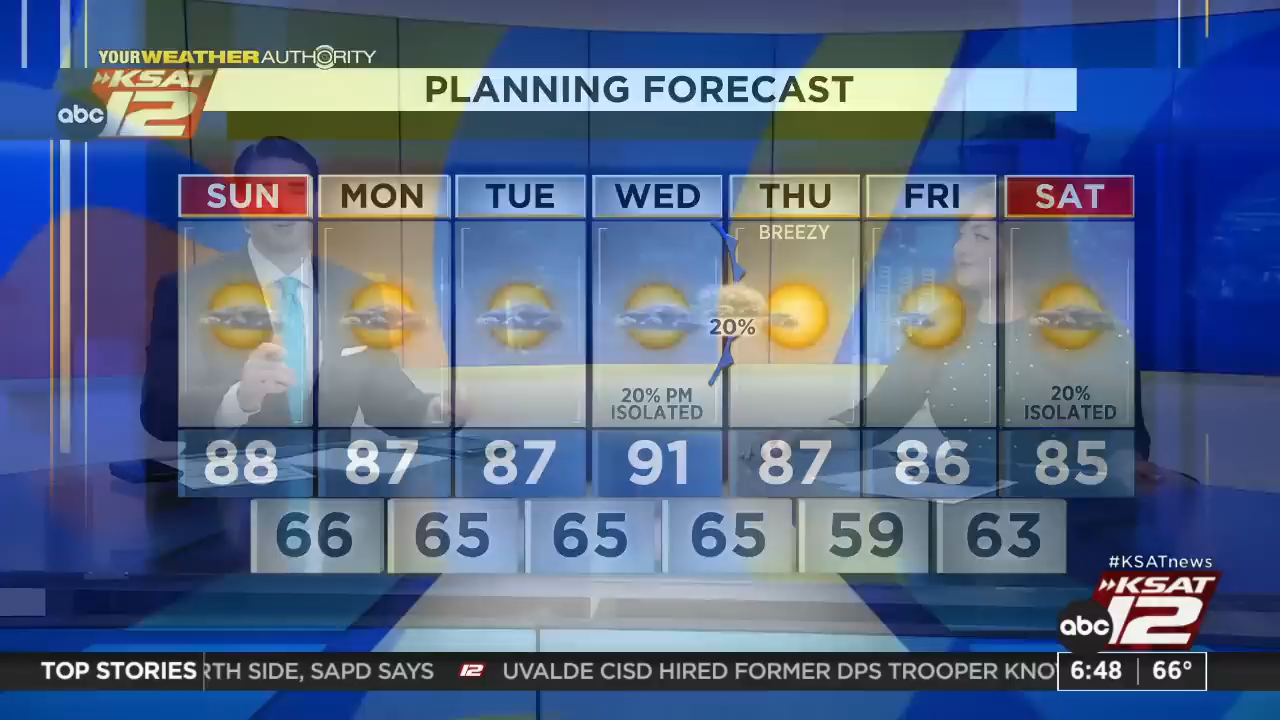 YOUR WEATHER AUTHORITY
KSAT
abc 12
PLANNING FORECAST
SUN MON TUE WED THU FRI SAT
BREEZY
20%
20% PM ISOLATED
20% ISOLATED
88 87 87 91 87 86 85
66 65 65 65 59 63
#KSATnews
KSAT
abc 12
TOP STORIES RTH SIDE, SAPD SAYS 12 UVALDE CISD HIRED FORMER DPS TROOPER KNO 6:48 66°